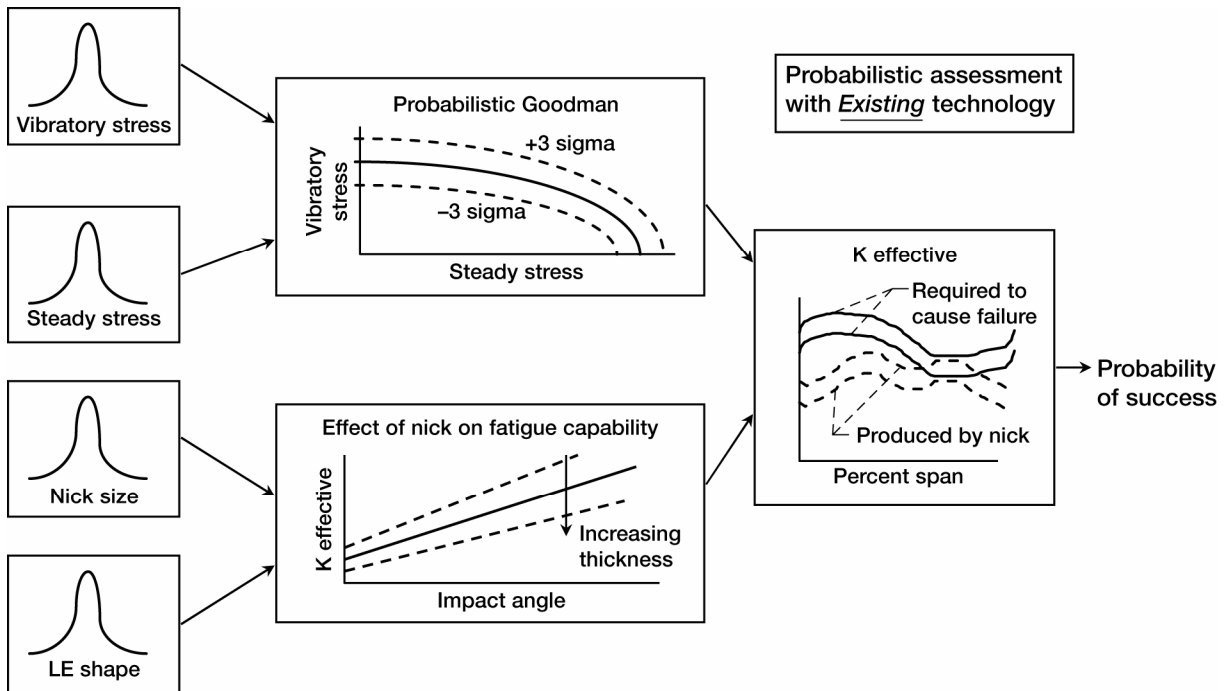 Vibratory stress
Steady stress
Nick size
LE shape
Probabilistic Goodman
Vibratory
stress
+3 sigma
–3 sigma
Steady stress
Effect of nick on fatigue capability
K effective
Increasing
thickness
Impact angle
Probabilistic assessment
with Existing technology
K effective
Required to
cause failure
Produced by nick
Percent span
Probability
of success